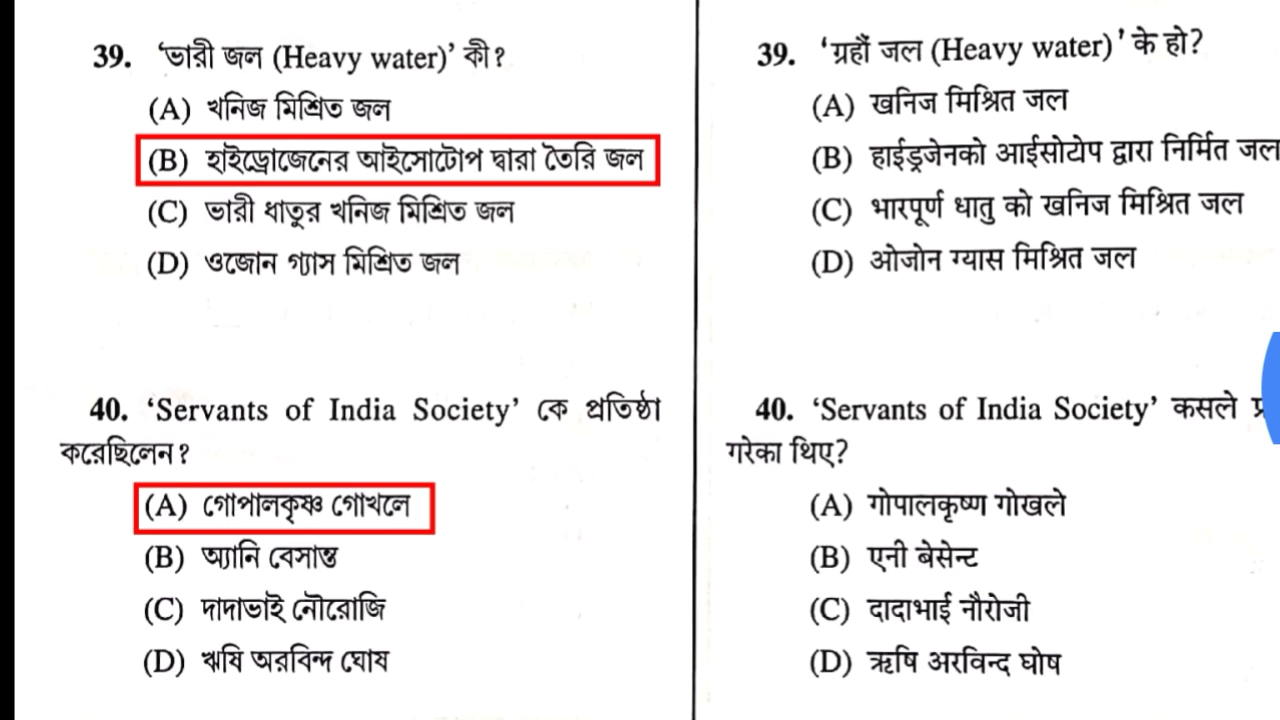 39. ‘ভারী জল (Heavy water)’ কী?
(A) খনিজ মিশ্রিত জল
(B) হাইড্রোজেনের আইসোটোপ দ্বারা তৈরি জল
(C) ভারী ধাতুর খনিজ মিশ্রিত জল
(D) ওজোন গ্যাস মিশ্রিত জল
40. ‘Servants of India Society’ কে প্রতিষ্ঠা
করেছিলেন?
(A) গোপালকৃষ্ণ গোখলে
(B) অ্যানি বেসান্ত
(C) দাদাভাই নৌরোজি
(D) ঋষি অরবিন্দ ঘোষ
39. ‘ग्रहौं जल (Heavy water)’ के हो?
(A) खनिज मिश्रित जल
(B) हाईड्रजेनको आईसोटोप द्वारा निर्मित जल
(C) भारपूर्ण धातु को खनिज मिश्रित जल
(D) ओजोन ग्यास मिश्रित जल
40. ‘Servants of India Society’ कसले
गरेका थिए?
(A) गोपालकृष्ण गोखले
(B) एनी बेसेन्ट
(C) दादाभाई नौरोजी
(D) ऋषि अरविन्द घोष